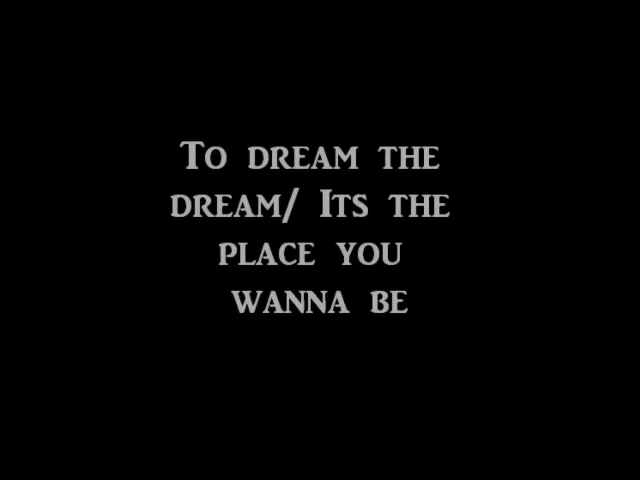 To dream the
dream/ Its the
place you
wanna be